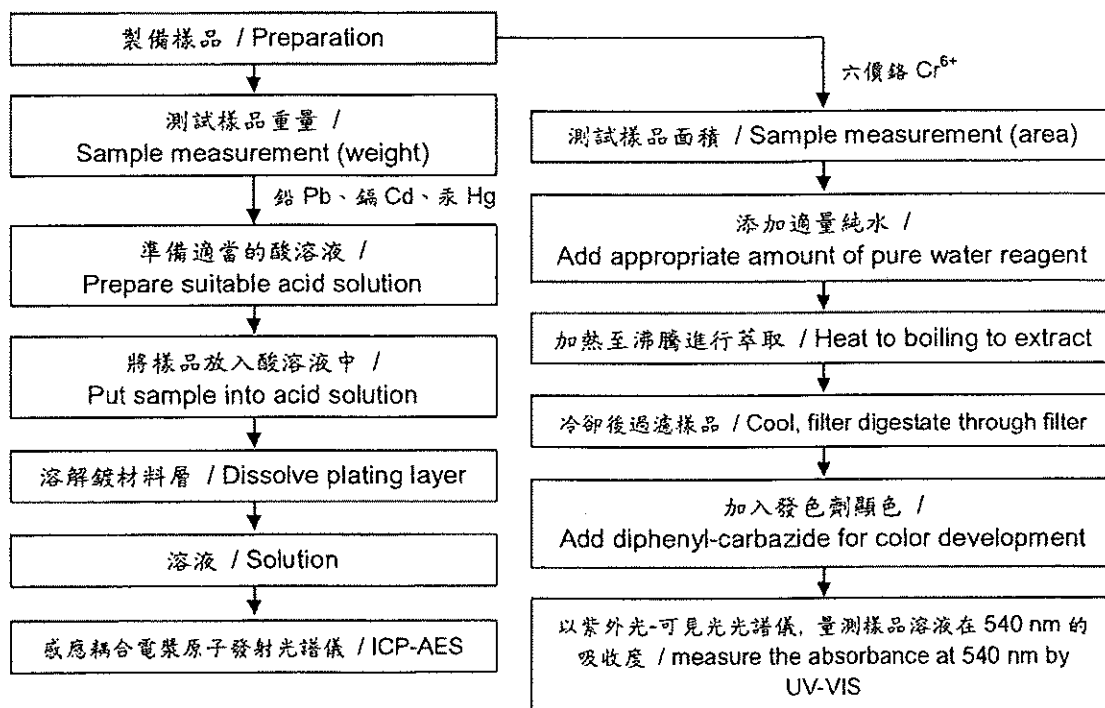 製備樣品 / Preparation
測試樣品重量 /
Sample measurement (weight)
鉛 Pb、鎘 Cd、汞 Hg
準備適當的酸溶液 /
Prepare suitable acid solution
將樣品放入酸溶液中 /
Put sample into acid solution
溶解鍍材料層 / Dissolve plating layer
溶液 / Solution
感應耦合電漿原子發射光譜儀 / ICP-AES
六價鉻 Cr⁶⁺
測試樣品面積 / Sample measurement (area)
添加適量純水 /
Add appropriate amount of pure water reagent
加熱至沸騰進行萃取 / Heat to boiling to extract
冷卻後過濾樣品 / Cool, filter digestate through filter
加入發色劑顯色 /
Add diphenyl-carbazide for color development
以紫外光-可見光光譜儀, 量測樣品溶液在 540 nm 的
吸收度 / measure the absorbance at 540 nm by
UV-VIS